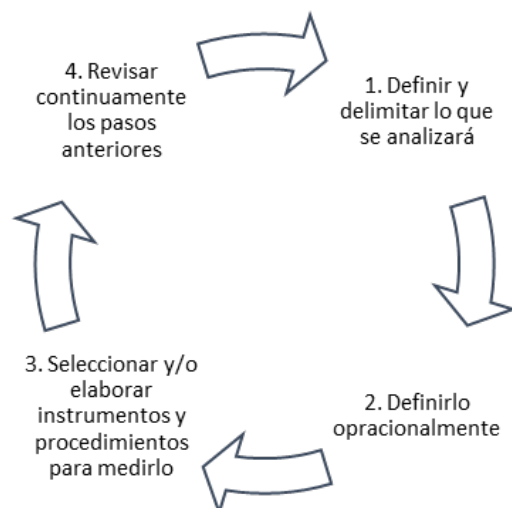 1. Definir y
delimitar lo que
se analizará
2. Definirlo
opracionalmente
3. Seleccionar y/o
elaborar
instrumentos y
procedimientos
para medirlo
4. Revisar
continuamente
los pasos
anteriores